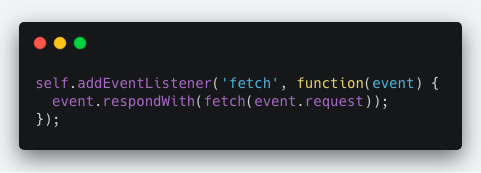 self.addEventListener('fetch', function(event) {
  event.respondWith(fetch(event.request));
});